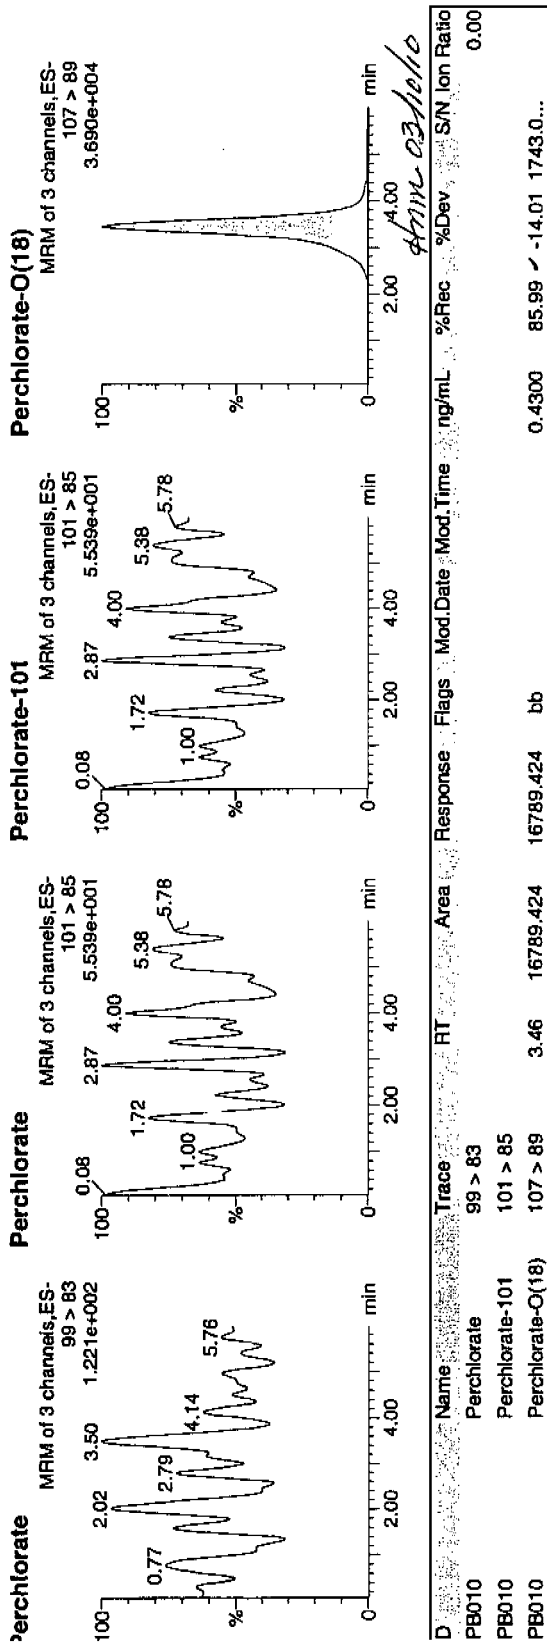 Perchlorate
MRM of 3 channels,ES-
99 > 83
1.221e+002
100
%
0
0.77
2.02
2.79
3.50
4.14
5.76
2.00
4.00
min
Perchlorate
MRM of 3 channels,ES-
101 > 85
5.539e+001
100
%
0
0.08
1.00
1.72
2.87
4.00
5.38
5.78
2.00
4.00
min
Perchlorate-101
MRM of 3 channels,ES-
101 > 85
5.539e+001
100
%
0
0.08
1.00
1.72
2.87
4.00
5.38
5.78
2.00
4.00
min
Perchlorate-O(18)
MRM of 3 channels,ES-
107 > 89
3.690e+004
100
%
0
2.00
4.00
min
03/10/10
D Name Trace RT Area Response Flags Mod.Date Mod.Time ng/mL %Rec %Dev S/N Ion Ratio
PB010 Perchlorate 99 > 83 0.00
PB010 Perchlorate-101 101 > 85
PB010 Perchlorate-O(18) 107 > 89 3.46 16789.424 16789.424 bb 0.4300 85.99 ✓ -14.01 1743.0...